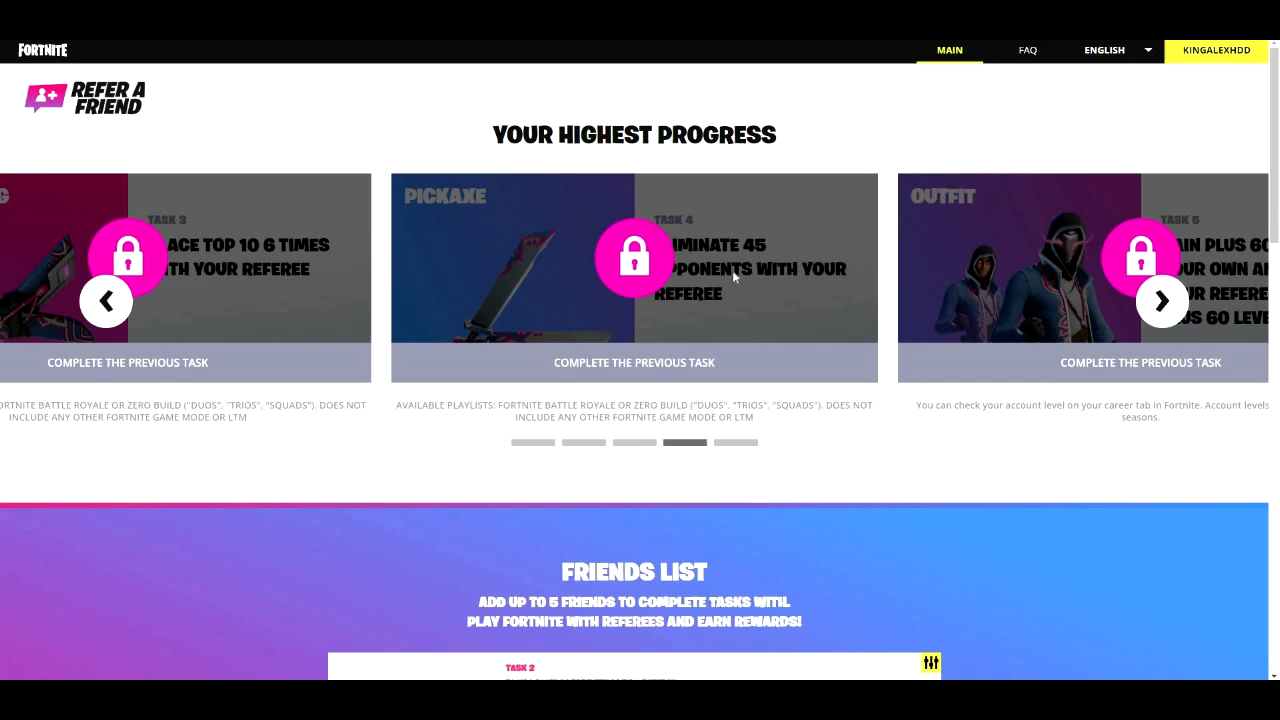 FORTNITE
MAIN
FAQ
ENGLISH
KINGALEXHDD
REFER A
FRIEND
YOUR HIGHEST PROGRESS
G
TASK 3
ACE TOP 10 6 TIMES
TH YOUR REFEREE
COMPLETE THE PREVIOUS TASK
ORTNITE BATTLE ROYALE OR ZERO BUILD ("DUOS", "TRIOS", "SQUADS"). DOES NOT
INCLUDE ANY OTHER FORTNITE GAME MODE OR LTM
PICKAXE
TASK 4
IMINATE 45
PPONENTS WITH YOUR
REFEREE
COMPLETE THE PREVIOUS TASK
AVAILABLE PLAYLISTS: FORTNITE BATTLE ROYALE OR ZERO BUILD ("DUOS", "TRIOS", "SQUADS"). DOES NOT
INCLUDE ANY OTHER FORTNITE GAME MODE OR LTM
OUTFIT
TASK 5
AIN PLUS 60
OUR OWN A
UR REFERE
US 60 LEVE
COMPLETE THE PREVIOUS TASK
You can check your account level on your career tab in Fortnite. Account levels
seasons.
FRIENDS LIST
ADD UP TO 5 FRIENDS TO COMPLETE TASKS WITH.
PLAY FORTNITE WITH REFEREES AND EARN REWARDS!
TASK 2